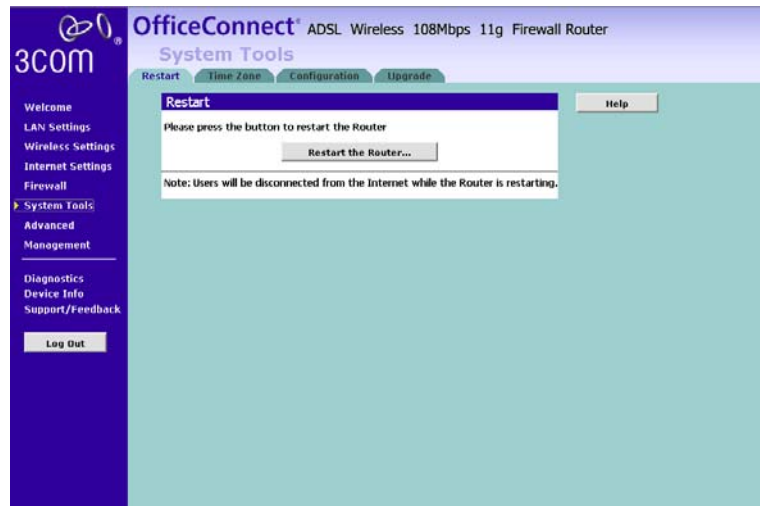 3COM
OfficeConnect® ADSL Wireless 108Mbps 11g Firewall Router
System Tools
Restart Time Zone Configuration Upgrade
Welcome
LAN Settings
Wireless Settings
Internet Settings
Firewall
System Tools
Advanced
Management
Diagnostics
Device Info
Support/Feedback
Log Out
Restart
Please press the button to restart the Router
Restart the Router...
Note: Users will be disconnected from the Internet while the Router is restarting.
Help